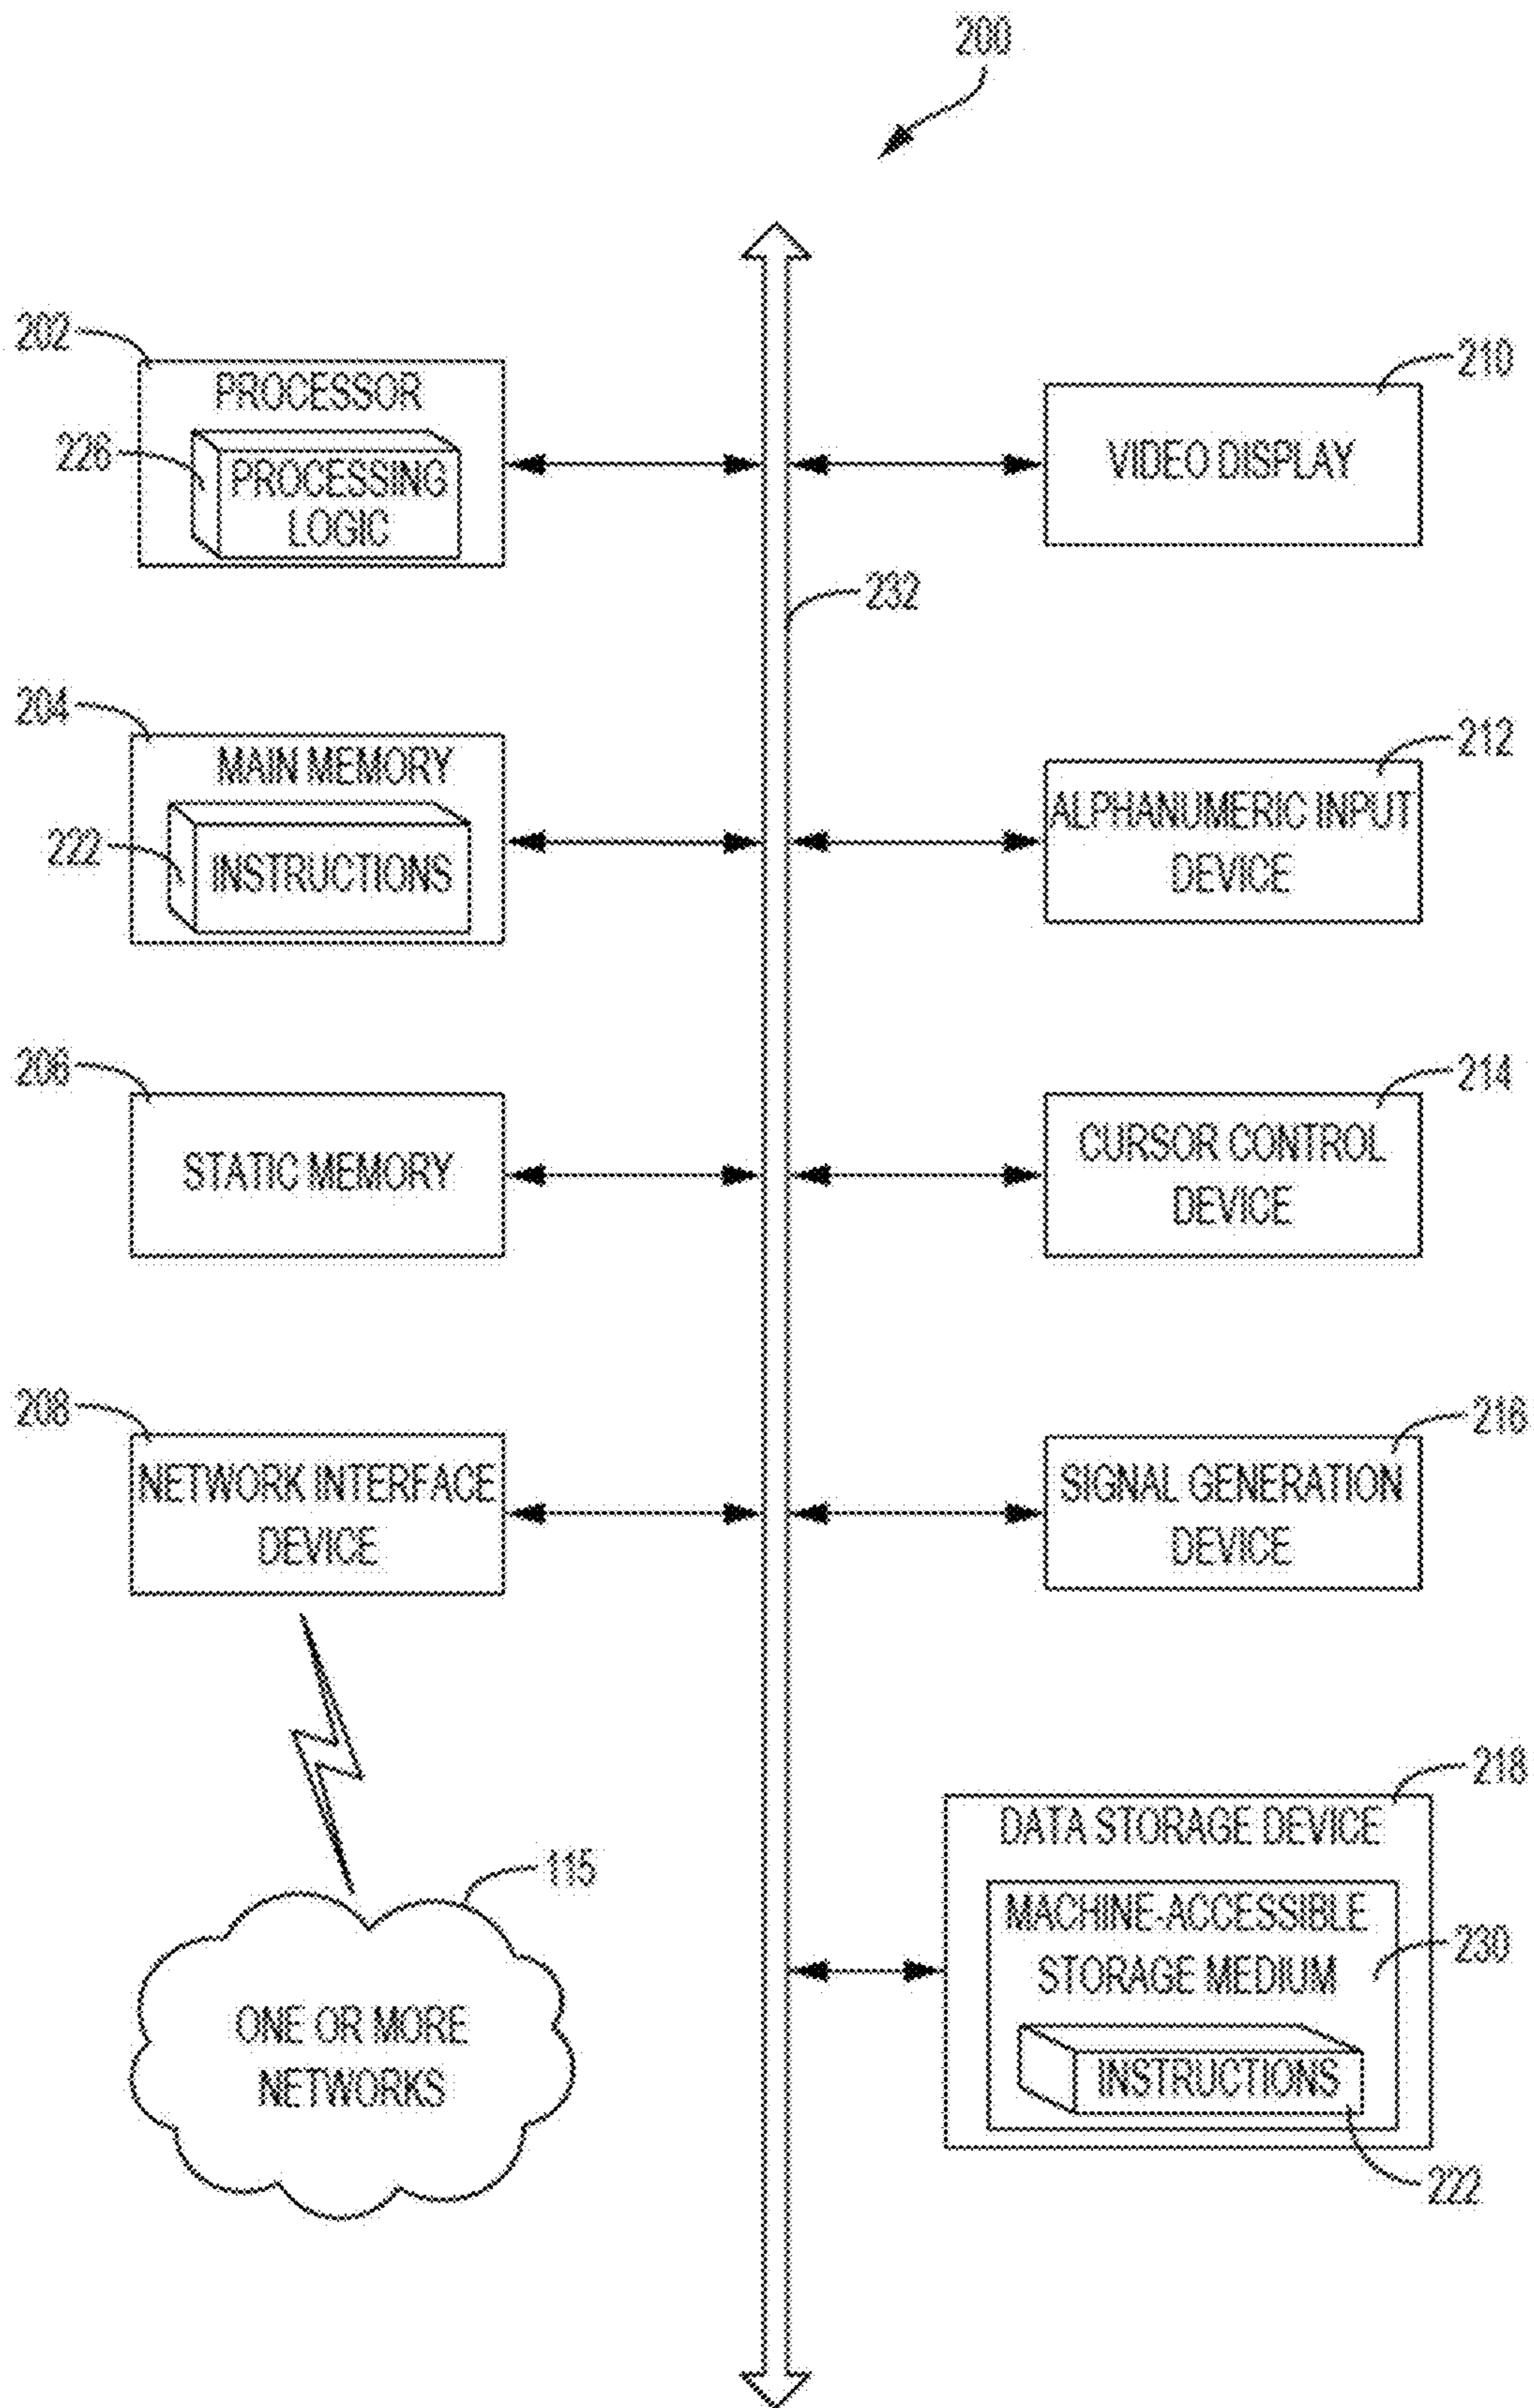 200
202
PROCESSOR
226
PROCESSING
LOGIC
210
VIDEO DISPLAY
232
204
MAIN MEMORY
222
INSTRUCTIONS
212
ALPHANUMERIC INPUT
DEVICE
206
STATIC MEMORY
214
CURSOR CONTROL
DEVICE
208
NETWORK INTERFACE
DEVICE
216
SIGNAL GENERATION
DEVICE
115
ONE OR MORE
NETWORKS
218
DATA STORAGE DEVICE
MACHINE-ACCESSIBLE
STORAGE MEDIUM
230
INSTRUCTIONS
222